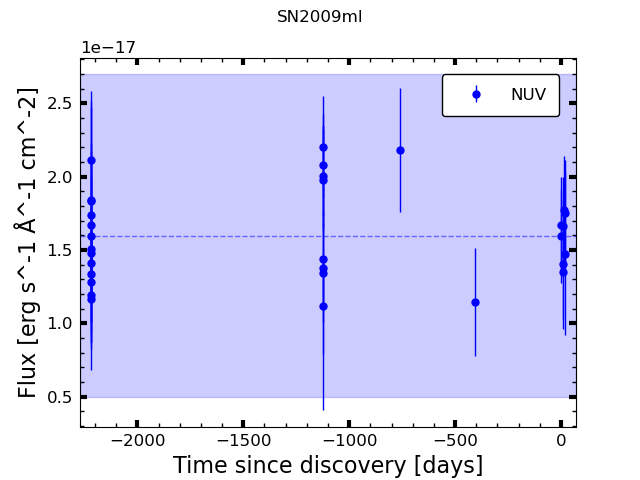 SN2009ml
1e−17
NUV
2.5
2.0
1.5
1.0
0.5
Flux [erg s^-1 Å^-1 cm^-2]
−2000 −1500 −1000 −500 0
Time since discovery [days]